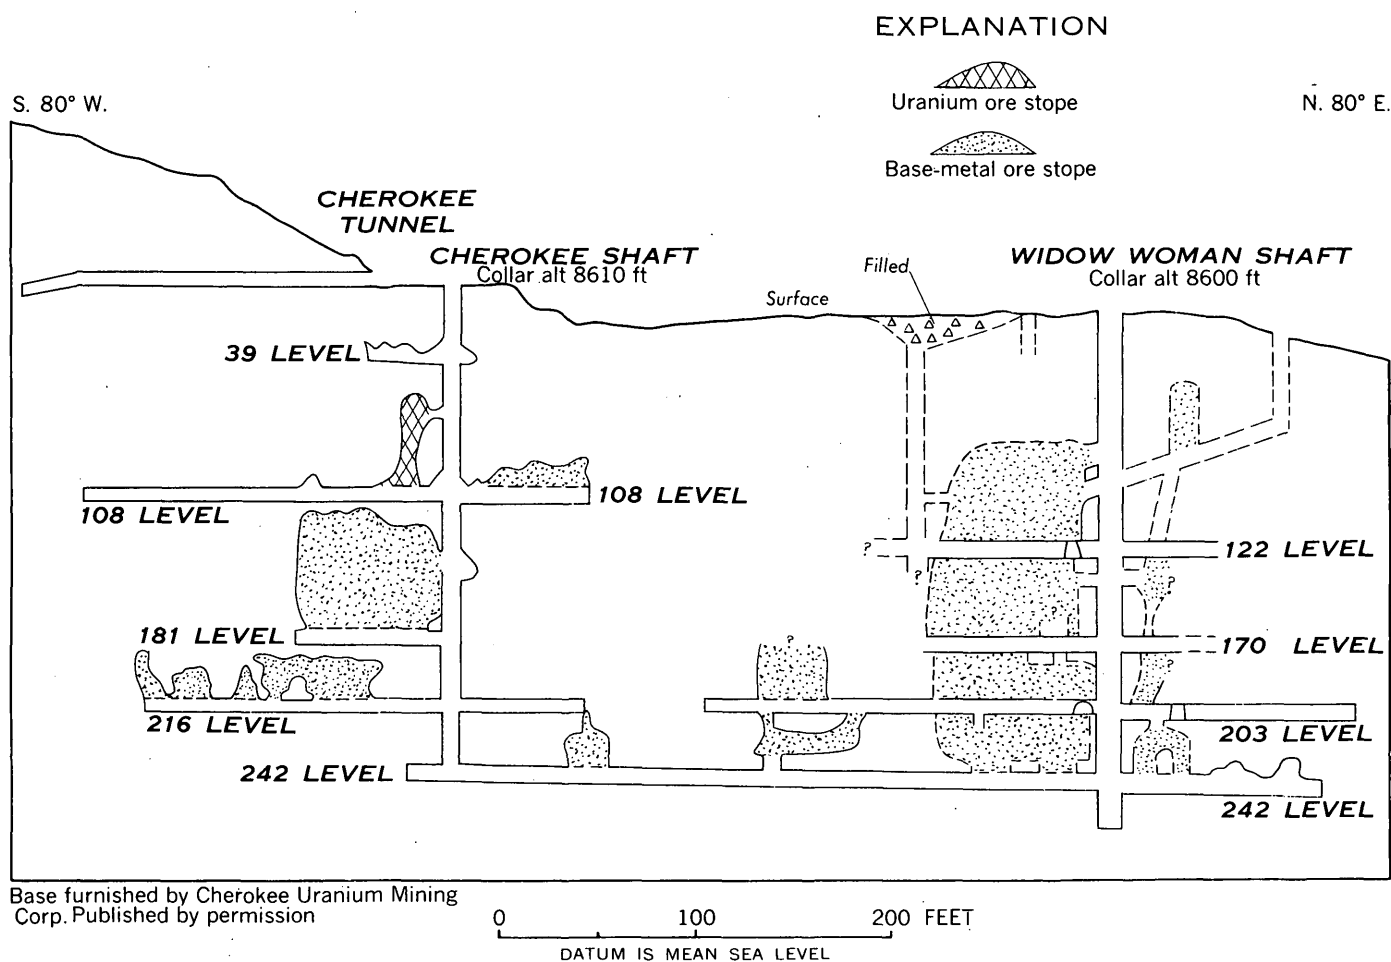 EXPLANATION
Uranium ore stope
Base-metal ore stope
S. 80° W.
N. 80° E.
CHEROKEE
TUNNEL
CHEROKEE SHAFT
Collar alt 8610 ft
WIDOW WOMAN SHAFT
Collar alt 8600 ft
Filled
Surface
39 LEVEL
108 LEVEL
108 LEVEL
?
122 LEVEL
?
?
?
181 LEVEL
?
170 LEVEL
?
216 LEVEL
203 LEVEL
242 LEVEL
242 LEVEL
Base furnished by Cherokee Uranium Mining
Corp. Published by permission
0 100 200 FEET
DATUM IS MEAN SEA LEVEL